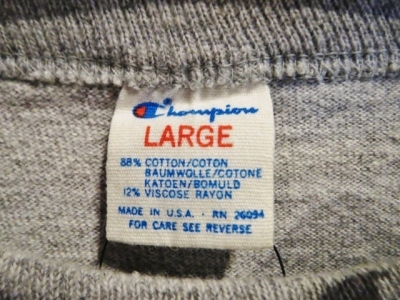 Champion
LARGE
88% COTTON/COTON
BAUMWOLLE/COTONE
KATOEN/BOMULD
12% VISCOSE RAYON
MADE IN U.S.A. - RN 26094
FOR CARE SEE REVERSE